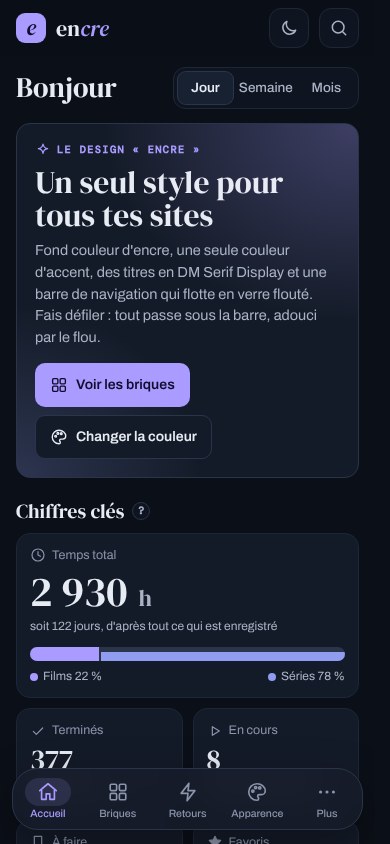 e encre
Bonjour
Jour Semaine Mois
LE DESIGN « ENCRE »
Un seul style pour
tous tes sites
Fond couleur d'encre, une seule couleur
d'accent, des titres en DM Serif Display et une
barre de navigation qui flotte en verre flouté.
Fais défiler : tout passe sous la barre, adouci
par le flou.
Voir les briques
Changer la couleur
Chiffres clés ?
Temps total
2 930 h
soit 122 jours, d'après tout ce qui est enregistré
Films 22 % Séries 78 %
Terminés En cours
377 8
Accueil Briques Retours Apparence Plus
À faire Favoris